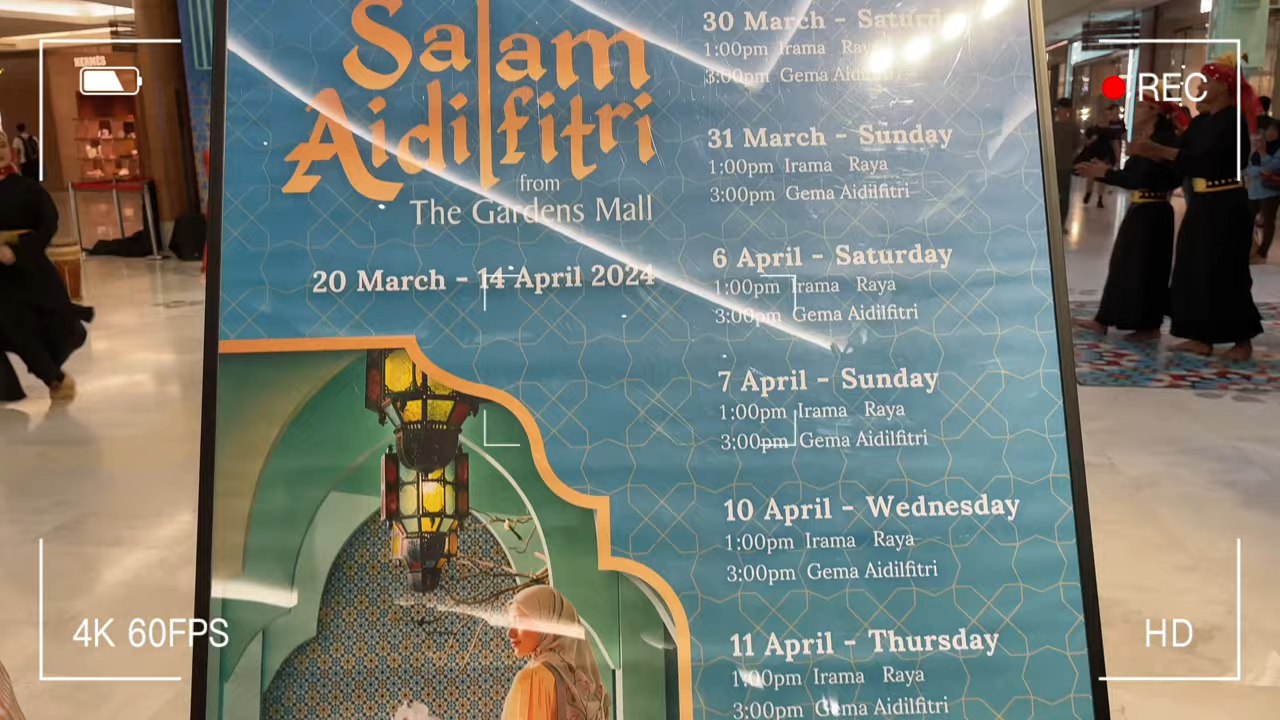 HERMÈS
REC
Salam
Aidilfitri
from
The Gardens Mall
20 March - 14 April 2024
30 March - Saturday
1:00pm Irama Raya
3:00pm Gema Aidilfitri
31 March - Sunday
1:00pm Irama Raya
3:00pm Gema Aidilfitri
6 April - Saturday
1:00pm Irama Raya
3:00pm Gema Aidilfitri
7 April - Sunday
1:00pm Irama Raya
3:00pm Gema Aidilfitri
10 April - Wednesday
1:00pm Irama Raya
3:00pm Gema Aidilfitri
11 April - Thursday
1:00pm Irama Raya
3:00pm Gema Aidilfitri
4K 60FPS
HD